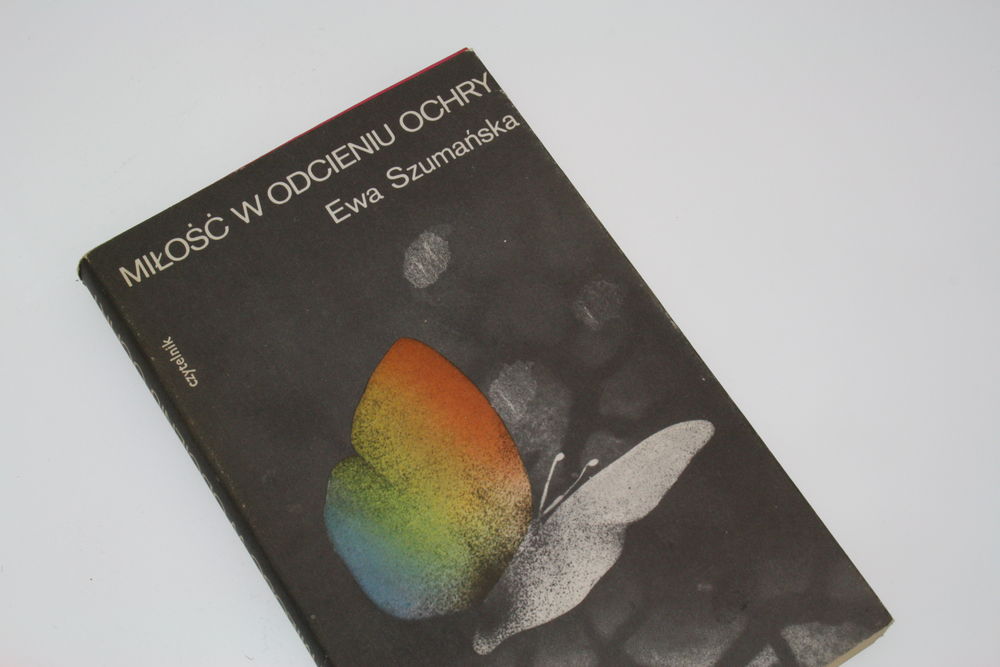 MIŁOŚĆ W ODCIENIU OCHRY
Ewa Szumańska
czytelnik